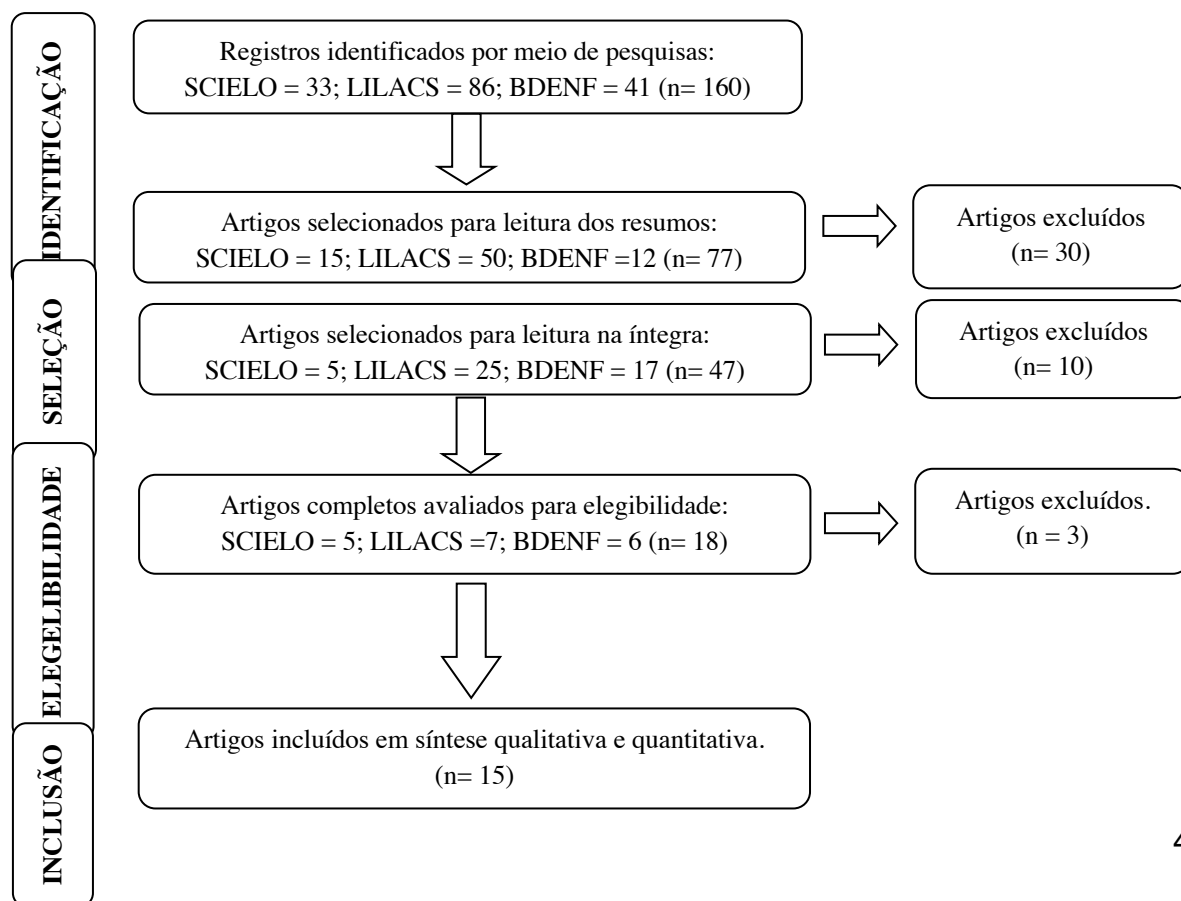 IDENTIFICAÇÃO
Registros identificados por meio de pesquisas:
SCIELO = 33; LILACS = 86; BDENF = 41 (n= 160)
Artigos selecionados para leitura dos resumos:
SCIELO = 15; LILACS = 50; BDENF =12 (n= 77)
Artigos excluídos
(n= 30)
SELEÇÃO
Artigos selecionados para leitura na íntegra:
SCIELO = 5; LILACS = 25; BDENF = 17 (n= 47)
Artigos excluídos
(n= 10)
ELEGELIBILIDADE
Artigos completos avaliados para elegibilidade:
SCIELO = 5; LILACS =7; BDENF = 6 (n= 18)
Artigos excluídos.
(n = 3)
INCLUSÃO
Artigos incluídos em síntese qualitativa e quantitativa.
(n= 15)
4